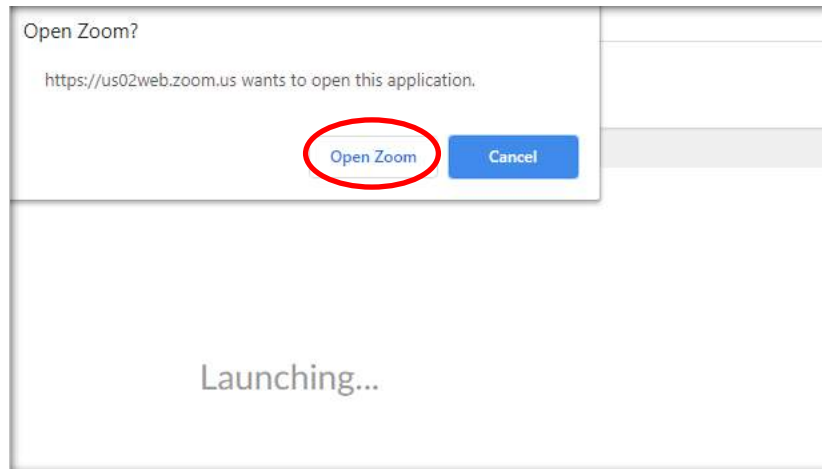 Open Zoom?
https://us02web.zoom.us wants to open this application.
Open Zoom Cancel
Launching...